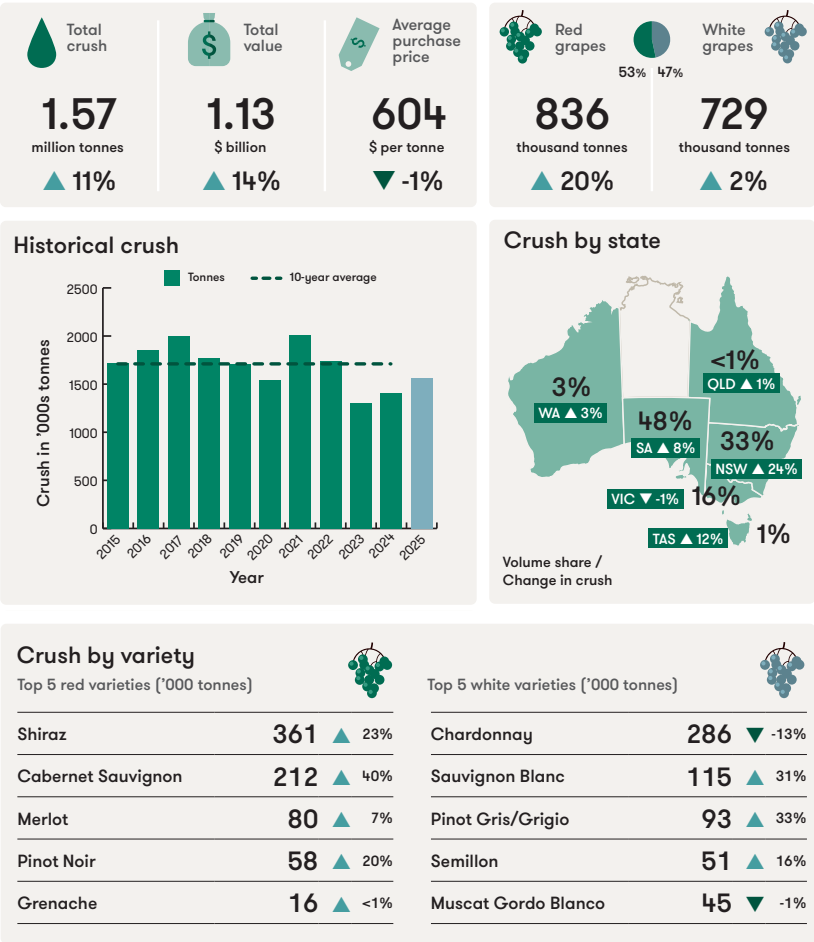 Total
crush
1.57
million tonnes
11%
$
Total
value
1.13
$ billion
14%
$
Average
purchase
price
604
$ per tonne
-1%
Red
grapes
53%
836
thousand tonnes
20%
White
grapes
47%
729
thousand tonnes
2%
Historical crush
Tonnes
10-year average
Crush in ’000s tonnes
2500
2000
1500
1000
500
0
2015
2016
2017
2018
2019
2020
2021
2022
2023
2024
2025
Year
Crush by state
<1%
QLD ▲ 1%
3%
WA ▲ 3%
48%
SA ▲ 8%
33%
NSW ▲ 24%
VIC ▼ -1%
16%
TAS ▲ 12%
1%
Volume share /
Change in crush
Crush by variety
Top 5 red varieties (’000 tonnes)
Shiraz 361 ▲ 23%
Cabernet Sauvignon 212 ▲ 40%
Merlot 80 ▲ 7%
Pinot Noir 58 ▲ 20%
Grenache 16 ▲ <1%
Top 5 white varieties (’000 tonnes)
Chardonnay 286 ▼ -13%
Sauvignon Blanc 115 ▲ 31%
Pinot Gris/Grigio 93 ▲ 33%
Semillon 51 ▲ 16%
Muscat Gordo Blanco 45 ▼ -1%